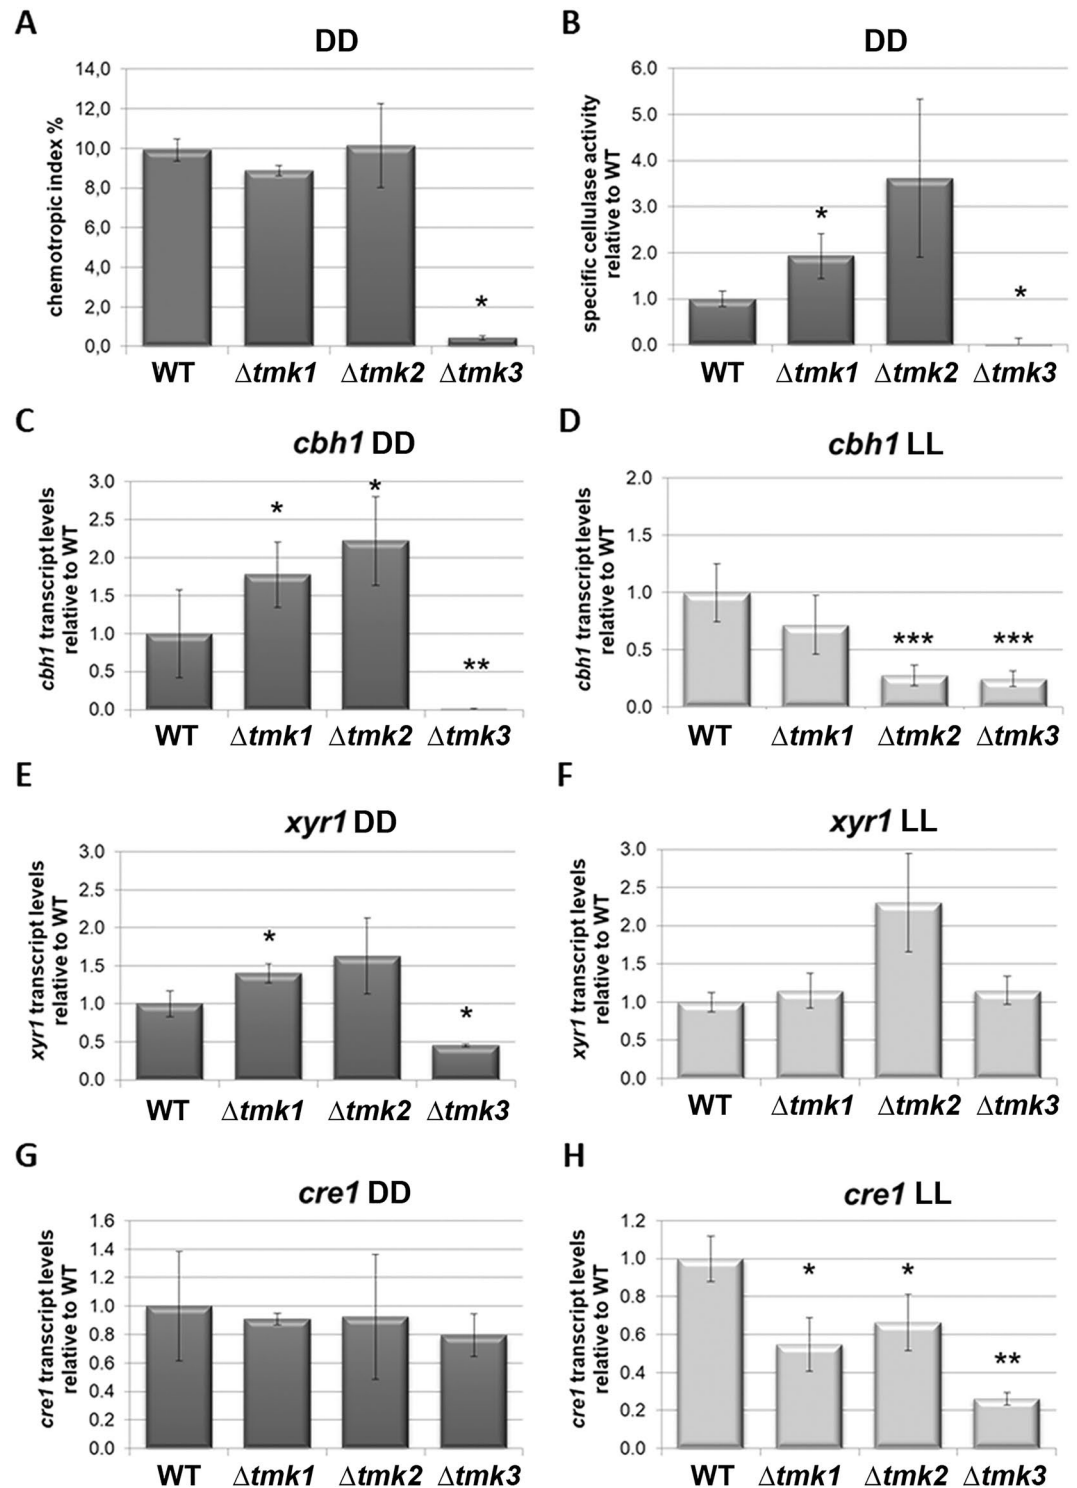 A
DD
chemotropic index %
14,0
12,0
10,0
8,0
6,0
4,0
2,0
0,0
*
WT Δtmk1 Δtmk2 Δtmk3
B
DD
specific cellulase activity
relative to WT
6.0
5.0
4.0
3.0
2.0
1.0
0.0
* *
WT Δtmk1 Δtmk2 Δtmk3
C
cbh1 DD
cbh1 transcript levels
relative to WT
3.0
2.5
2.0
1.5
1.0
0.5
0.0
* * **
WT Δtmk1 Δtmk2 Δtmk3
D
cbh1 LL
cbh1 transcript levels
relative to WT
2.0
1.5
1.0
0.5
0.0
*** ***
WT Δtmk1 Δtmk2 Δtmk3
E
xyr1 DD
xyr1 transcript levels
relative to WT
3.0
2.5
2.0
1.5
1.0
0.5
0.0
* *
WT Δtmk1 Δtmk2 Δtmk3
F
xyr1 LL
xyr1 transcript levels
relative to WT
3.0
2.5
2.0
1.5
1.0
0.5
0.0
WT Δtmk1 Δtmk2 Δtmk3
G
cre1 DD
cre1 transcript levels
relative to WT
1.6
1.4
1.2
1.0
0.8
0.6
0.4
0.2
0.0
WT Δtmk1 Δtmk2 Δtmk3
H
cre1 LL
cre1 transcript levels
relative to WT
1.2
1.0
0.8
0.6
0.4
0.2
0.0
* * **
WT Δtmk1 Δtmk2 Δtmk3